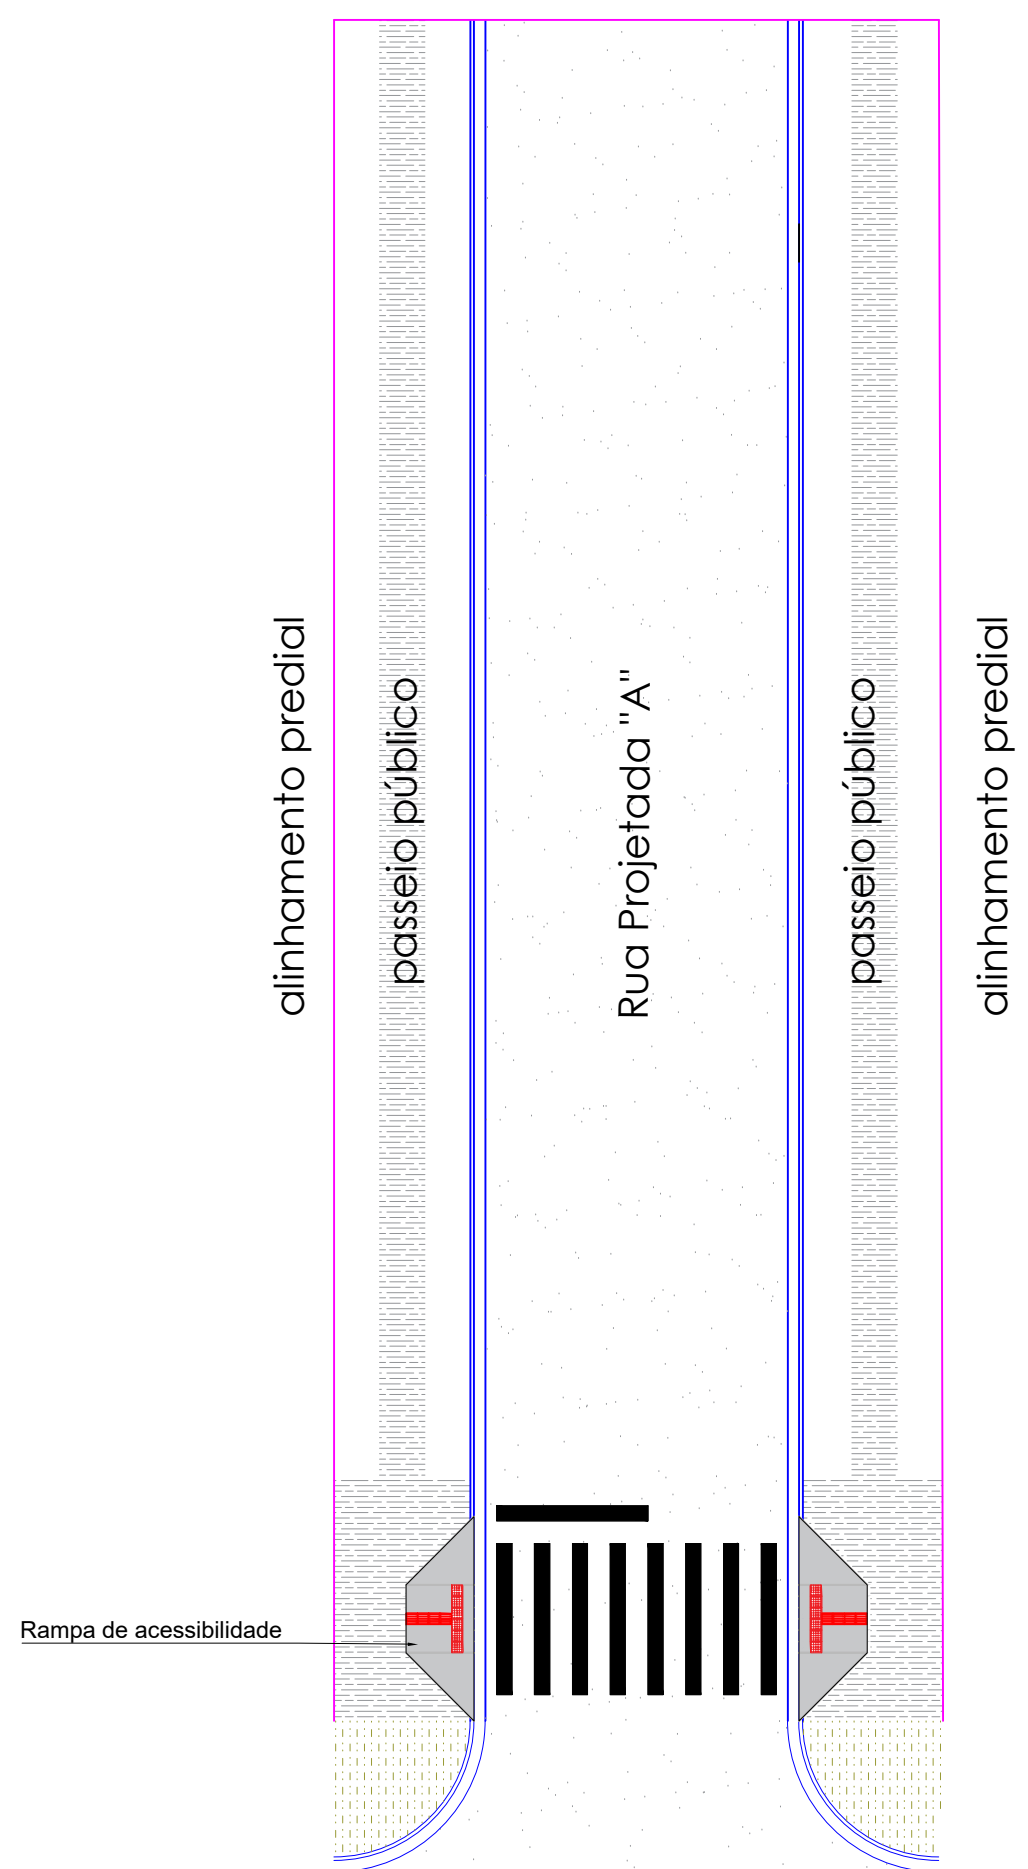 alinhamento predial
passeio público
Rua Projetada "A"
passeio público
alinhamento predial
Rampa de acessibilidade